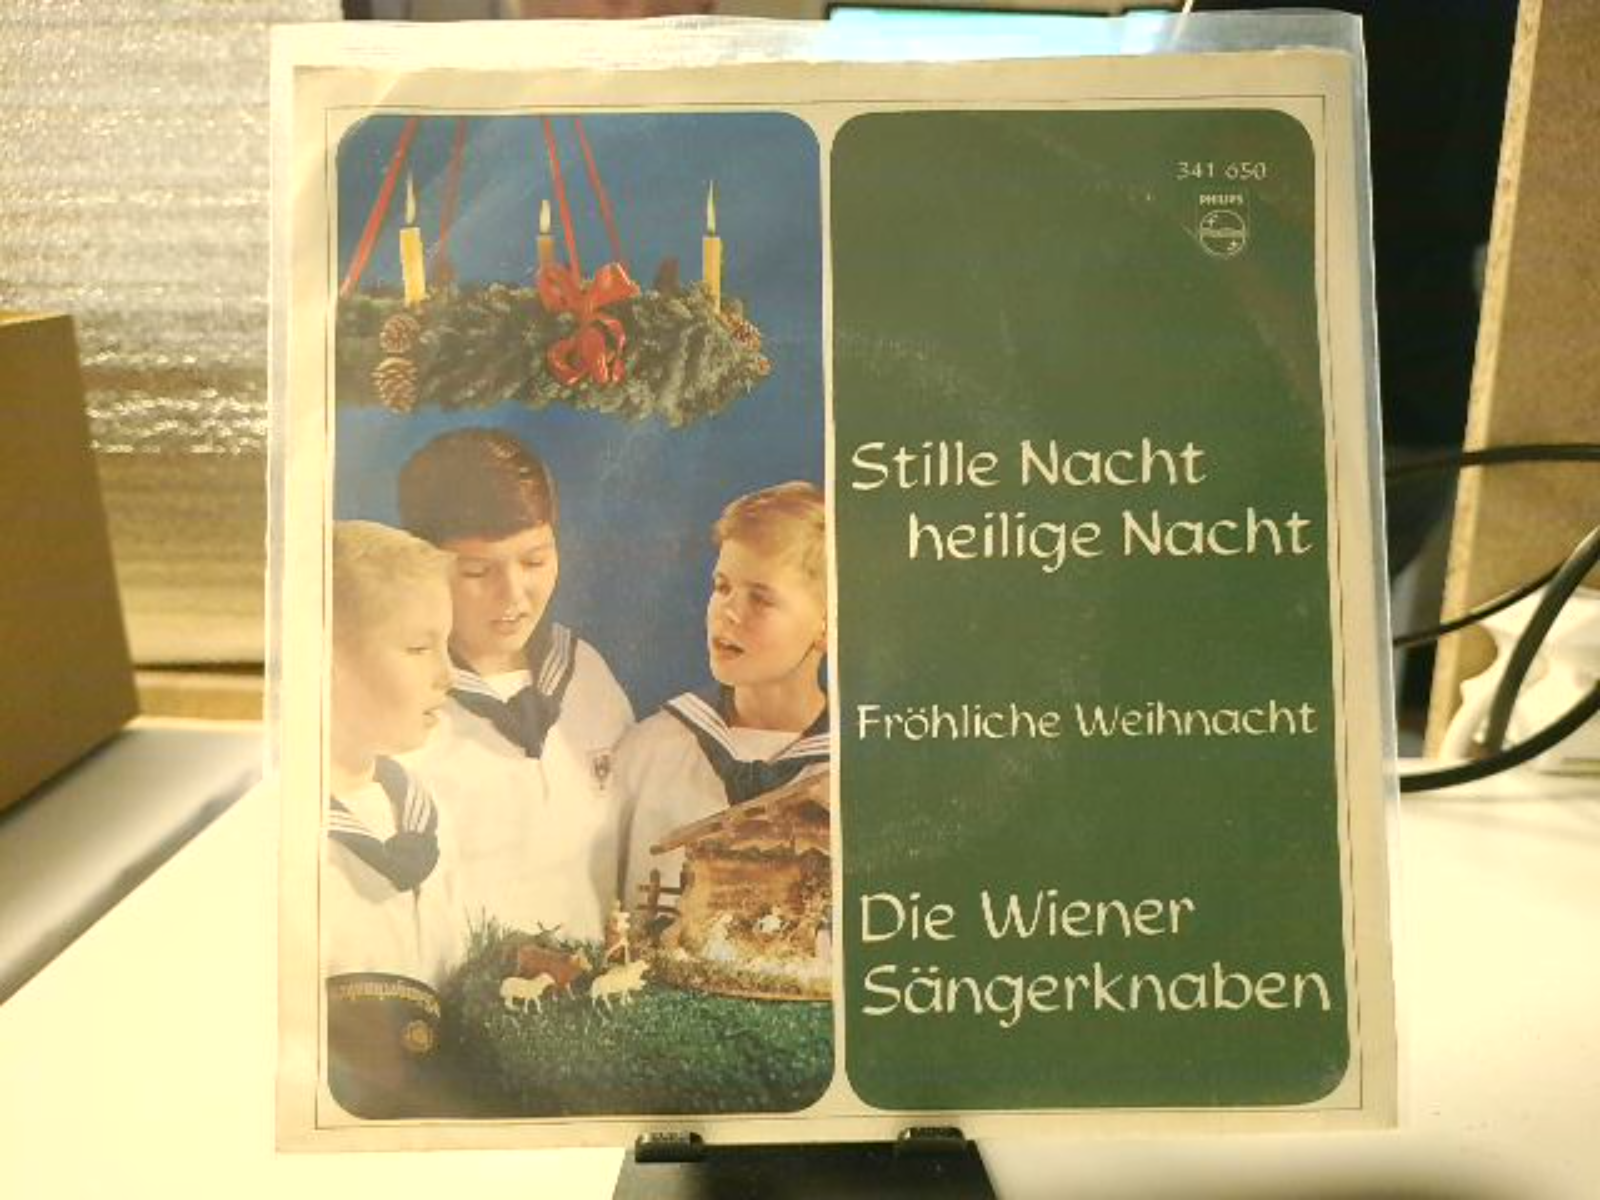 341 650
PHILIPS
Stille Nacht
heilige Nacht
Fröhliche Weihnacht
Die Wiener
Sängerknaben